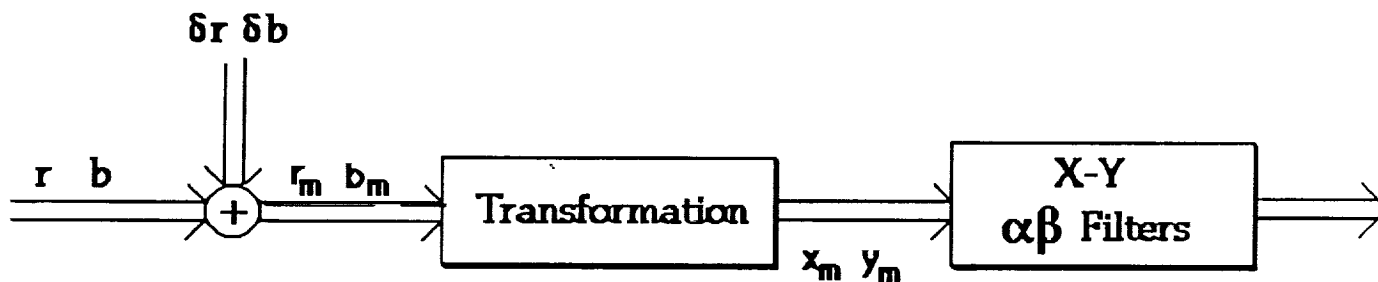 δr δb
r b
+
r_m b_m
Transformation
x_m y_m
X-Y
αβ Filters